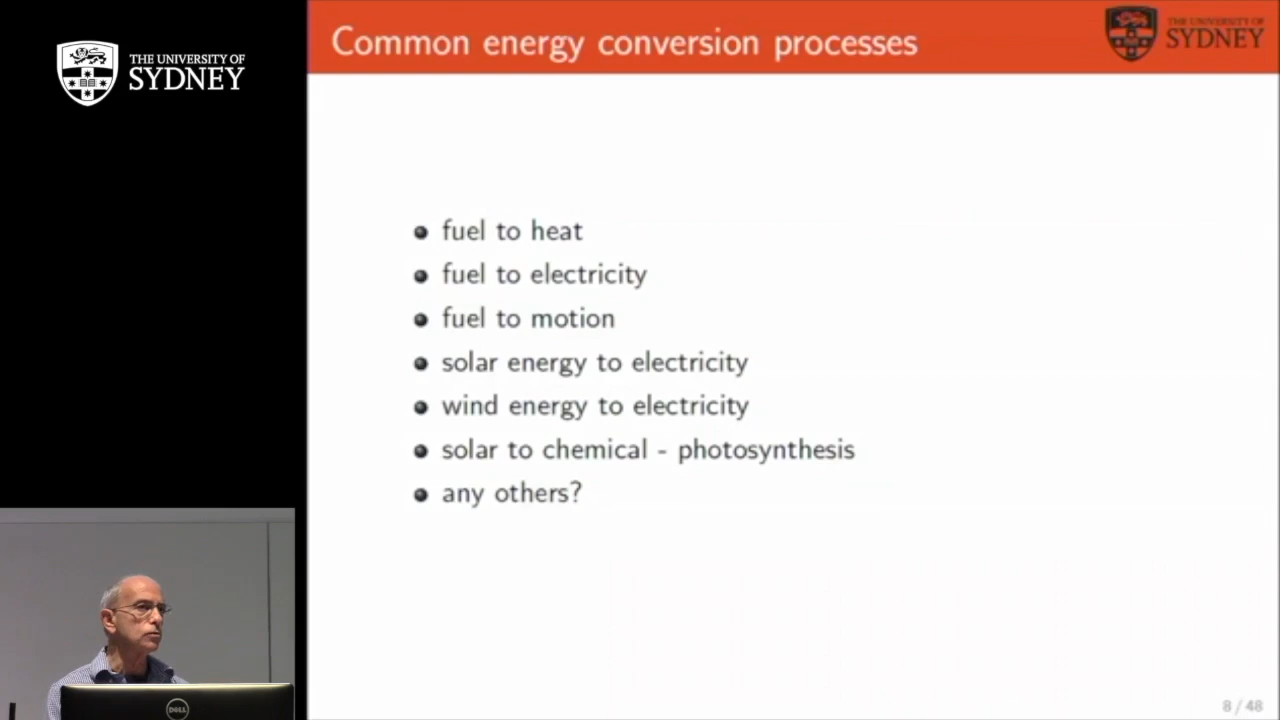 THE UNIVERSITY OF
SYDNEY
Common energy conversion processes
THE UNIVERSITY OF
SYDNEY
fuel to heat
fuel to electricity
fuel to motion
solar energy to electricity
wind energy to electricity
solar to chemical - photosynthesis
any others?
DELL
8 / 48